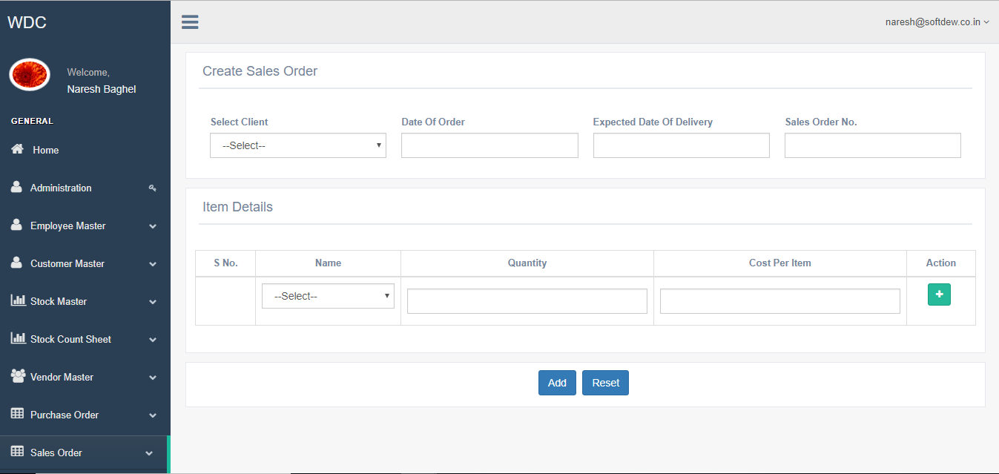 WDC
naresh@softdew.co.in
Welcome,
Naresh Baghel
GENERAL
Home
Administration
Employee Master
Customer Master
Stock Master
Stock Count Sheet
Vendor Master
Purchase Order
Sales Order
Create Sales Order
Select Client Date Of Order Expected Date Of Delivery Sales Order No.
--Select--
Item Details
S No. Name Quantity Cost Per Item Action
--Select--
Add Reset